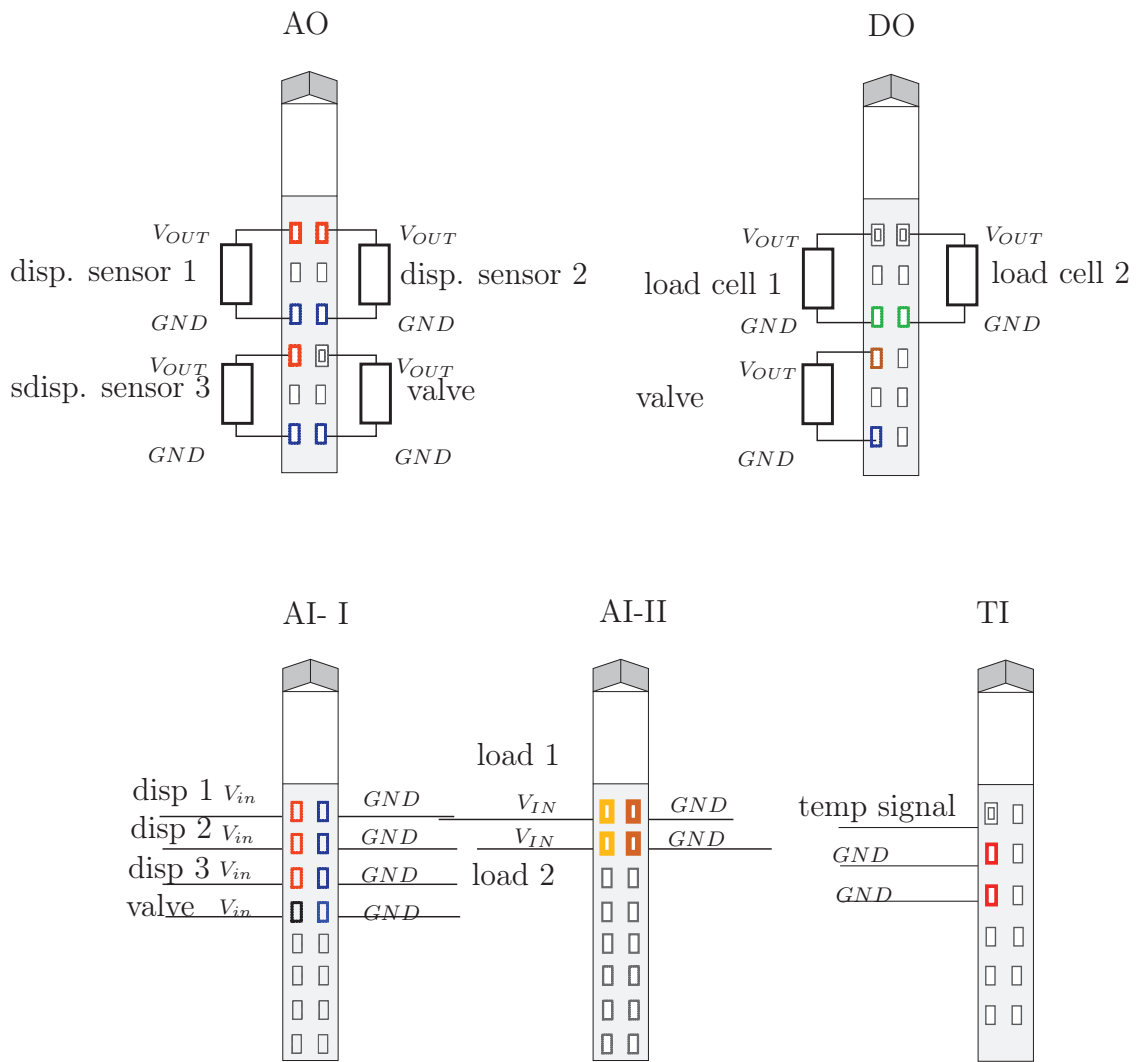 AO
DO
V_OUT
V_OUT
V_OUT
V_OUT
disp. sensor 1
disp. sensor 2
load cell 1
load cell 2
GND
GND
GND
GND
V_OUT
V_OUT
V_OUT
sdisp. sensor 3
valve
valve
GND
GND
GND
AI- I
AI-II
TI
load 1
disp 1 V_in
GND
V_IN
GND
temp signal
disp 2 V_in
GND
V_IN
GND
GND
disp 3 V_in
GND
load 2
GND
valve V_in
GND